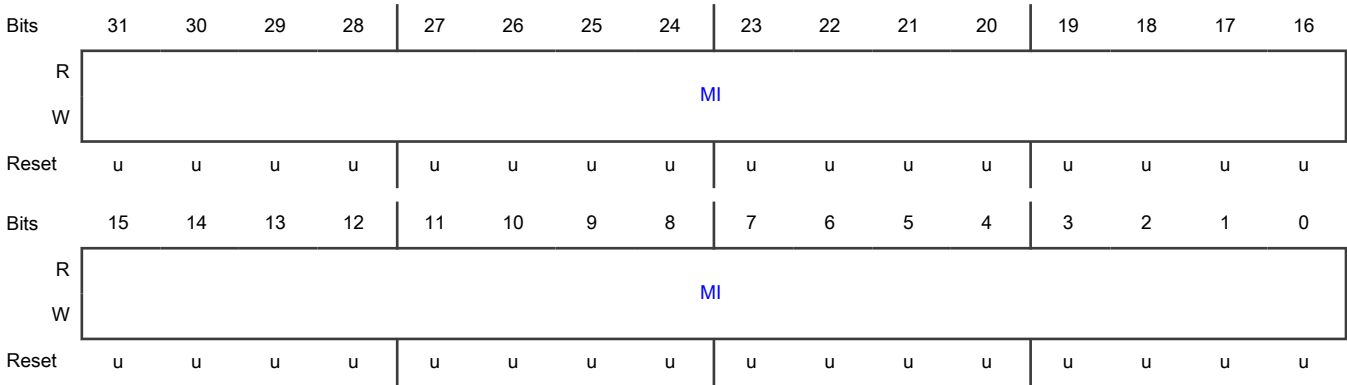 Bits 31 30 29 28 27 26 25 24 23 22 21 20 19 18 17 16
R
MI
W
Reset u u u u u u u u u u u u u u u u
Bits 15 14 13 12 11 10 9 8 7 6 5 4 3 2 1 0
R
MI
W
Reset u u u u u u u u u u u u u u u u